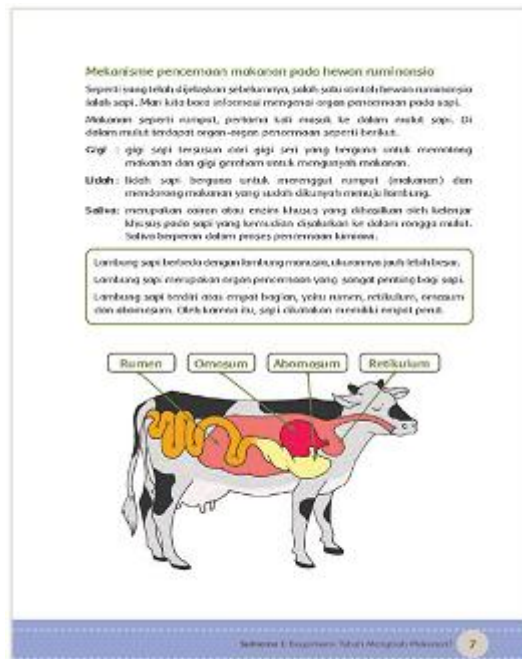 Mekanisme pencernaan makanan pada hewan ruminansia
Seperti yang telah dijelaskan sebelumnya, salah satu contoh hewan ruminansia
ialah sapi. Mari kita baca informasi mengenai organ pencernaan pada sapi.
Makanan seperti rumput, pertama kali masuk ke dalam mulut sapi. Di
dalam mulut terdapat organ-organ pencernaan seperti berikut.
Gigi : gigi sapi tersusun dari gigi seri yang berguna untuk memotong
makanan dan gigi geraham untuk mengunyah makanan.
Lidah : lidah sapi berguna untuk merenggut rumput (makanan) dan
mendorong makanan yang sudah dikunyah menuju lambung.
Saliva: merupakan cairan atau enzim khusus yang dihasilkan oleh kelenjar
khusus pada sapi yang kemudian disalurkan ke dalam rongga mulut.
Saliva berperan dalam proses pencernaan kimiawi.
Lambung sapi berbeda dengan lambung manusia, ukurannya jauh lebih besar.
Lambung sapi merupakan organ pencernaan yang sangat penting bagi sapi.
Lambung sapi terdiri atas empat bagian, yaitu rumen, retikulum, omasum
dan abomasum. Oleh karena itu, sapi dikatakan memiliki empat perut.
Rumen Omasum Abomasum Retikulum
Bagaimana Tubuh Mengolah Makanan? 7